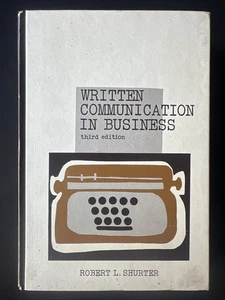 WRITTEN
COMMUNICATION
IN BUSINESS
third edition
ROBERT L. SHURTER